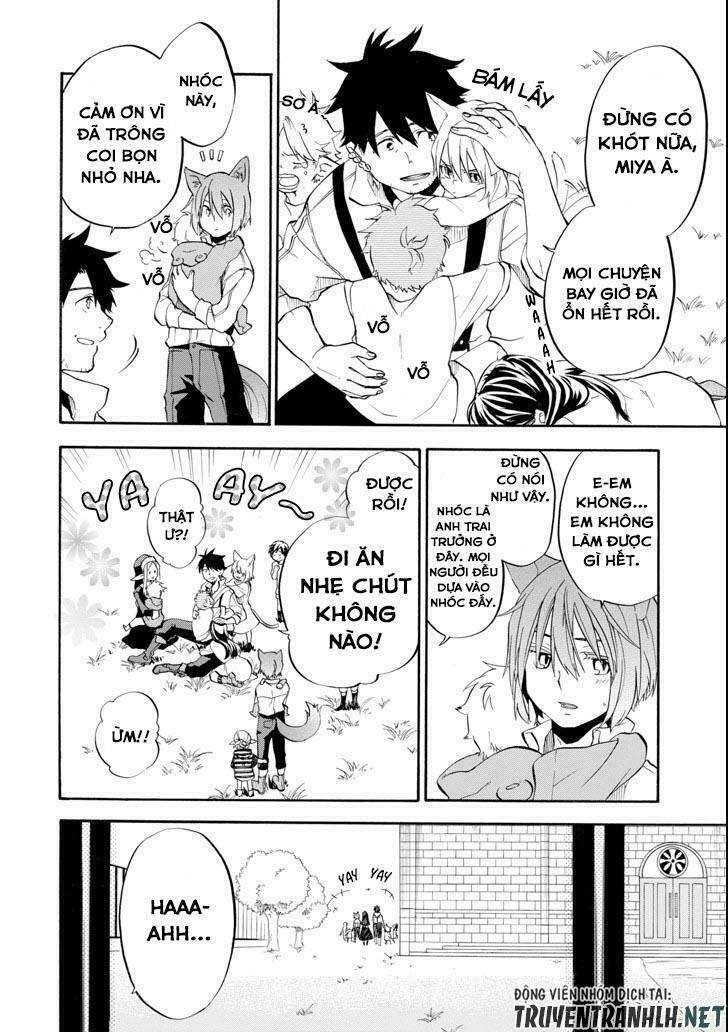 ĐỪNG CÓ
KHÓT NỮA,
MIYA À.
MỌI CHUYỆN
BAY GIỜ ĐÃ
ỔN HẾT RỒI.
BÁM LẤY
SỢ À
WAAAH
VỖ
VỖ
NHÓC
NÀY,
CẢM ƠN VÌ
ĐÃ TRÔNG
COI BỌN
NHỎ NHA.
VỖ
VỖ
E-EM
KHÔNG...
EM KHÔNG
LÀM ĐƯỢC
GÌ HẾT.
ĐỪNG
CÓ NÓI
NHƯ VẬY.
NHÓC LÀ
ANH TRAI
TRƯỞNG Ở
ĐÂY. MỌI
NGƯỜI ĐỀU
DỰA VÀO
NHÓC ĐẤY.
ĐƯỢC
RỒI!
ĐI ĂN
NHẸ CHÚT
KHÔNG
NÀO!
YA AY~
THẬT
Ư?!
ỪM!!
YAY YAY
HAAA-
AHH...
ĐỘNG VIÊN NHÓM DỊCH TẠI:
TRUYENTRANHLH.NET